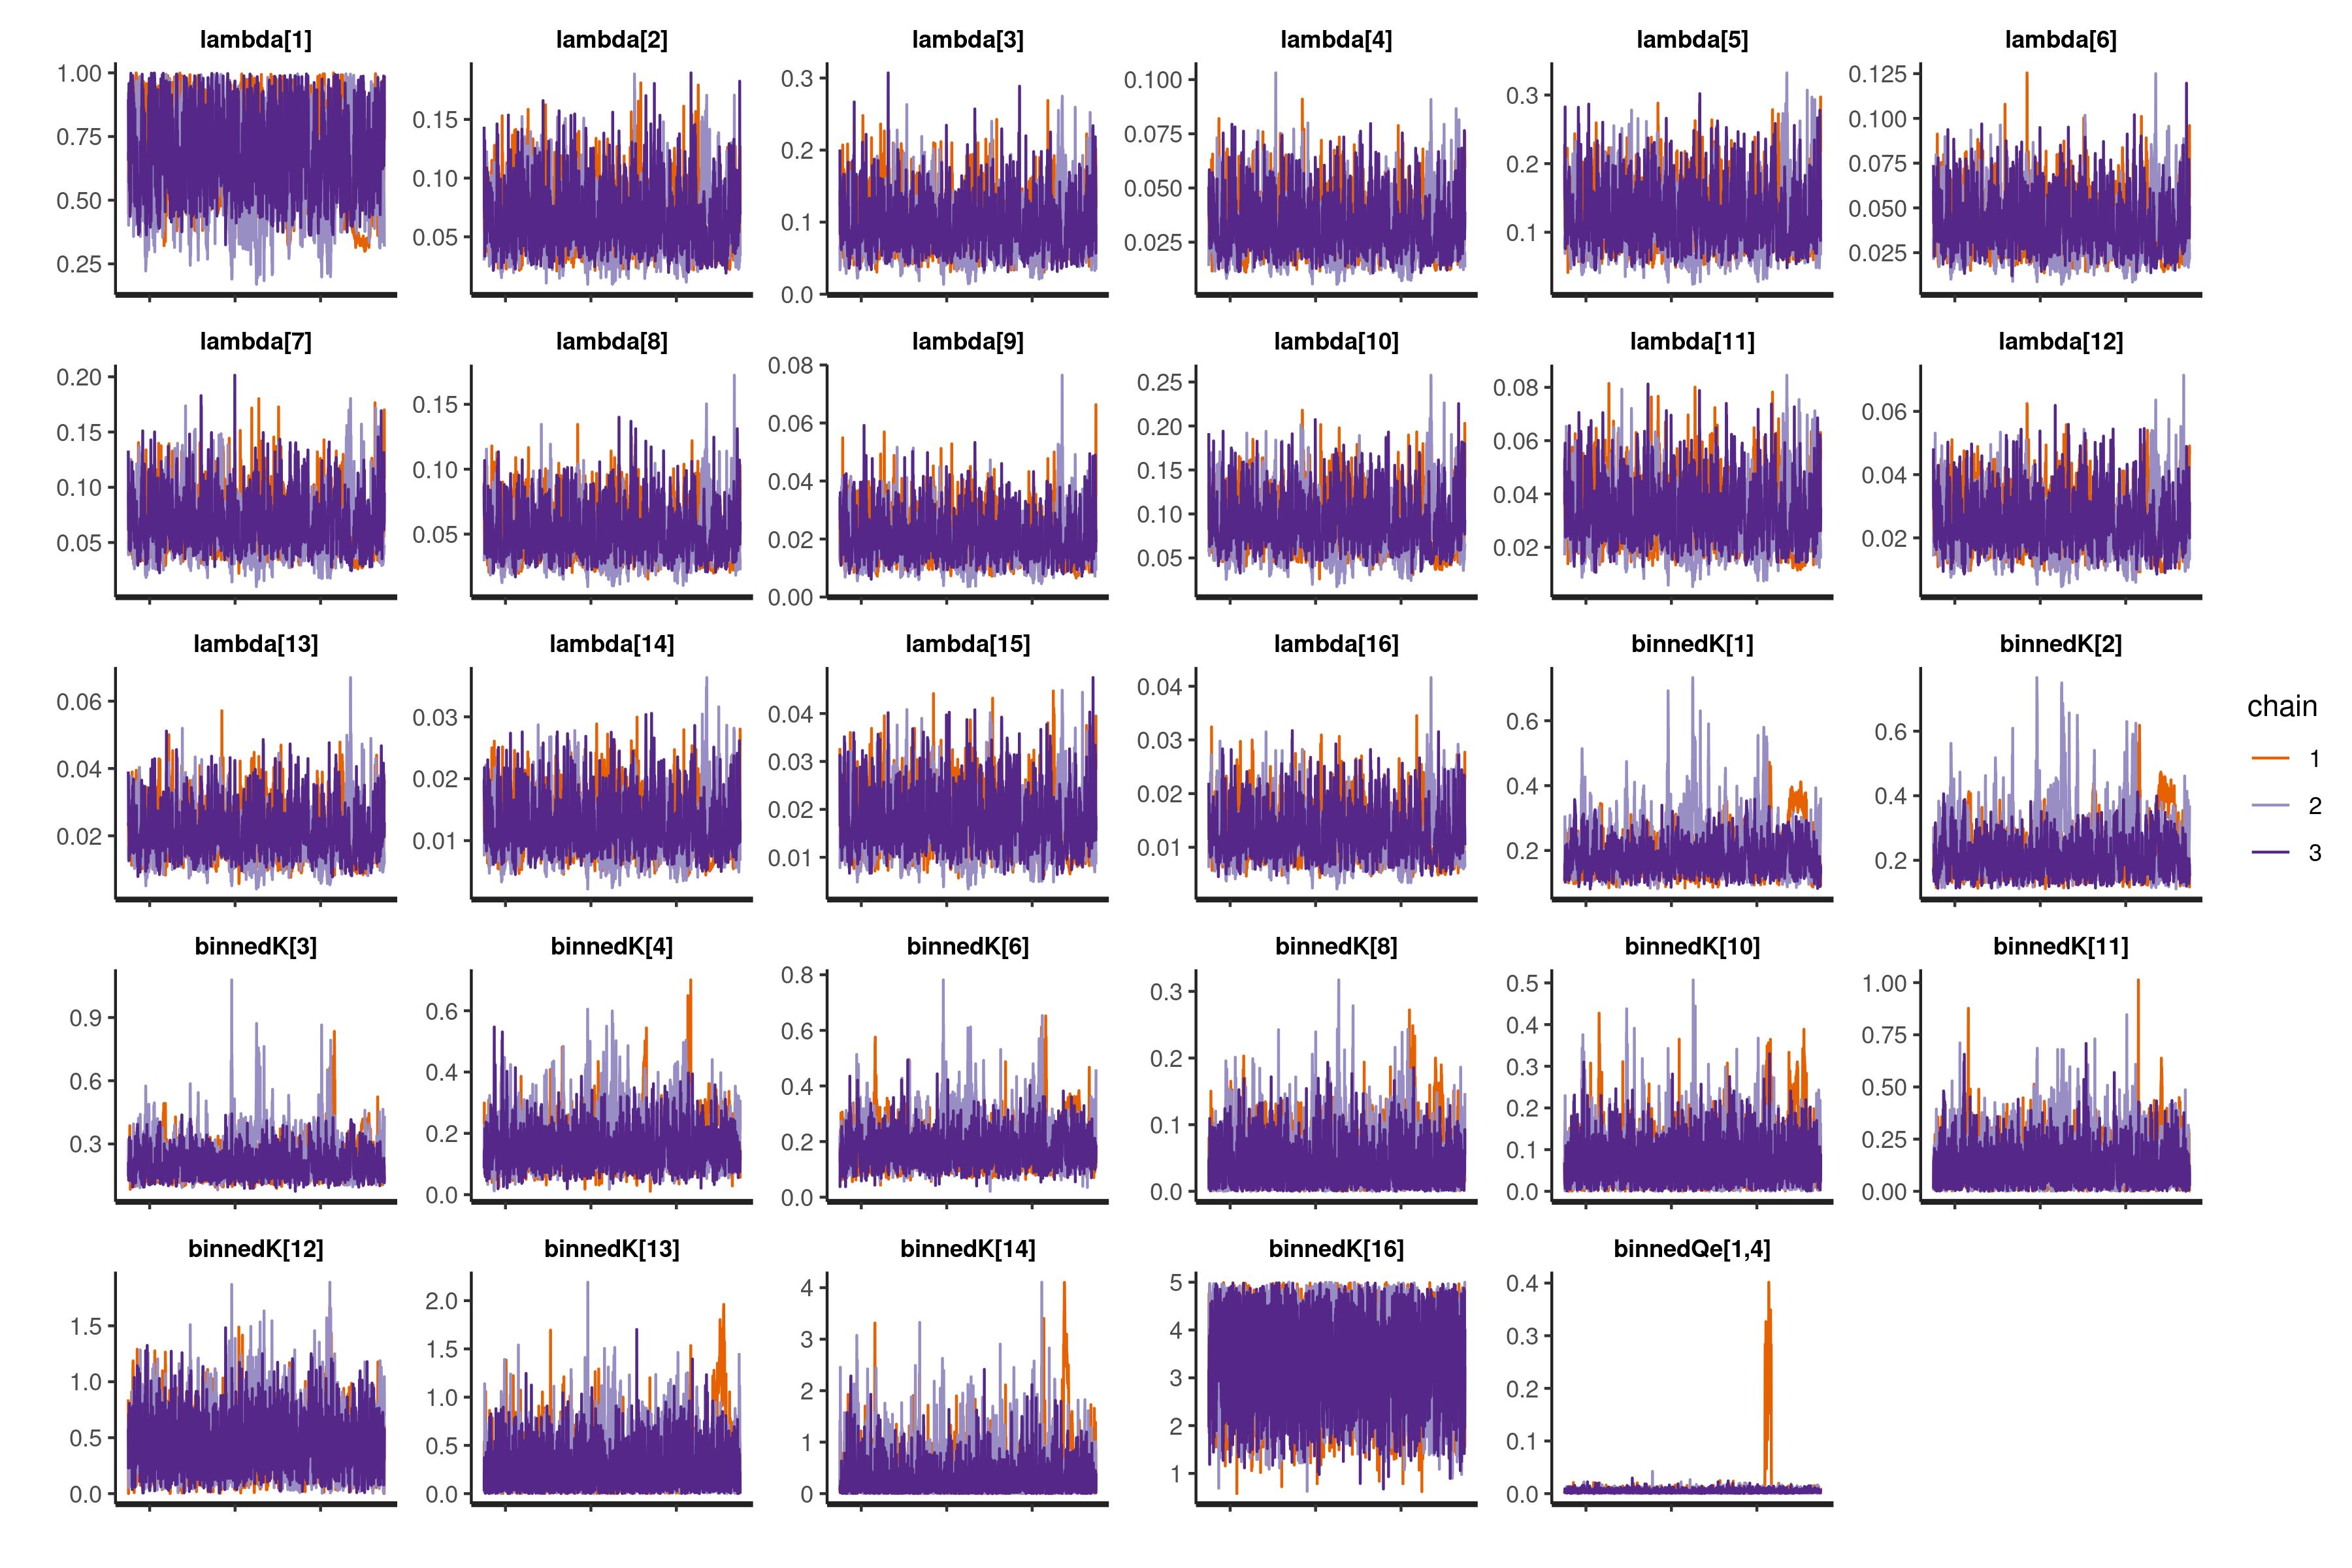 lambda[1] lambda[2] lambda[3] lambda[4] lambda[5] lambda[6]
1.00 0.75 0.50 0.25
0.15 0.10 0.05
0.3 0.2 0.1 0.0
0.100 0.075 0.050 0.025
0.3 0.2 0.1
0.125 0.100 0.075 0.050 0.025
lambda[7] lambda[8] lambda[9] lambda[10] lambda[11] lambda[12]
0.20 0.15 0.10 0.05
0.15 0.10 0.05
0.08 0.06 0.04 0.02 0.00
0.25 0.20 0.15 0.10 0.05
0.08 0.06 0.04 0.02
0.06 0.04 0.02
lambda[13] lambda[14] lambda[15] lambda[16] binnedK[1] binnedK[2]
0.06 0.04 0.02
0.03 0.02 0.01
0.04 0.03 0.02 0.01
0.04 0.03 0.02 0.01
0.6 0.4 0.2
0.6 0.4 0.2
chain
1
2
3
binnedK[3] binnedK[4] binnedK[6] binnedK[8] binnedK[10] binnedK[11]
0.9 0.6 0.3
0.6 0.4 0.2 0.0
0.8 0.6 0.4 0.2 0.0
0.3 0.2 0.1 0.0
0.5 0.4 0.3 0.2 0.1 0.0
1.00 0.75 0.50 0.25 0.00
binnedK[12] binnedK[13] binnedK[14] binnedK[16] binnedQe[1,4]
1.5 1.0 0.5 0.0
2.0 1.5 1.0 0.5 0.0
4 3 2 1 0
5 4 3 2 1
0.4 0.3 0.2 0.1 0.0